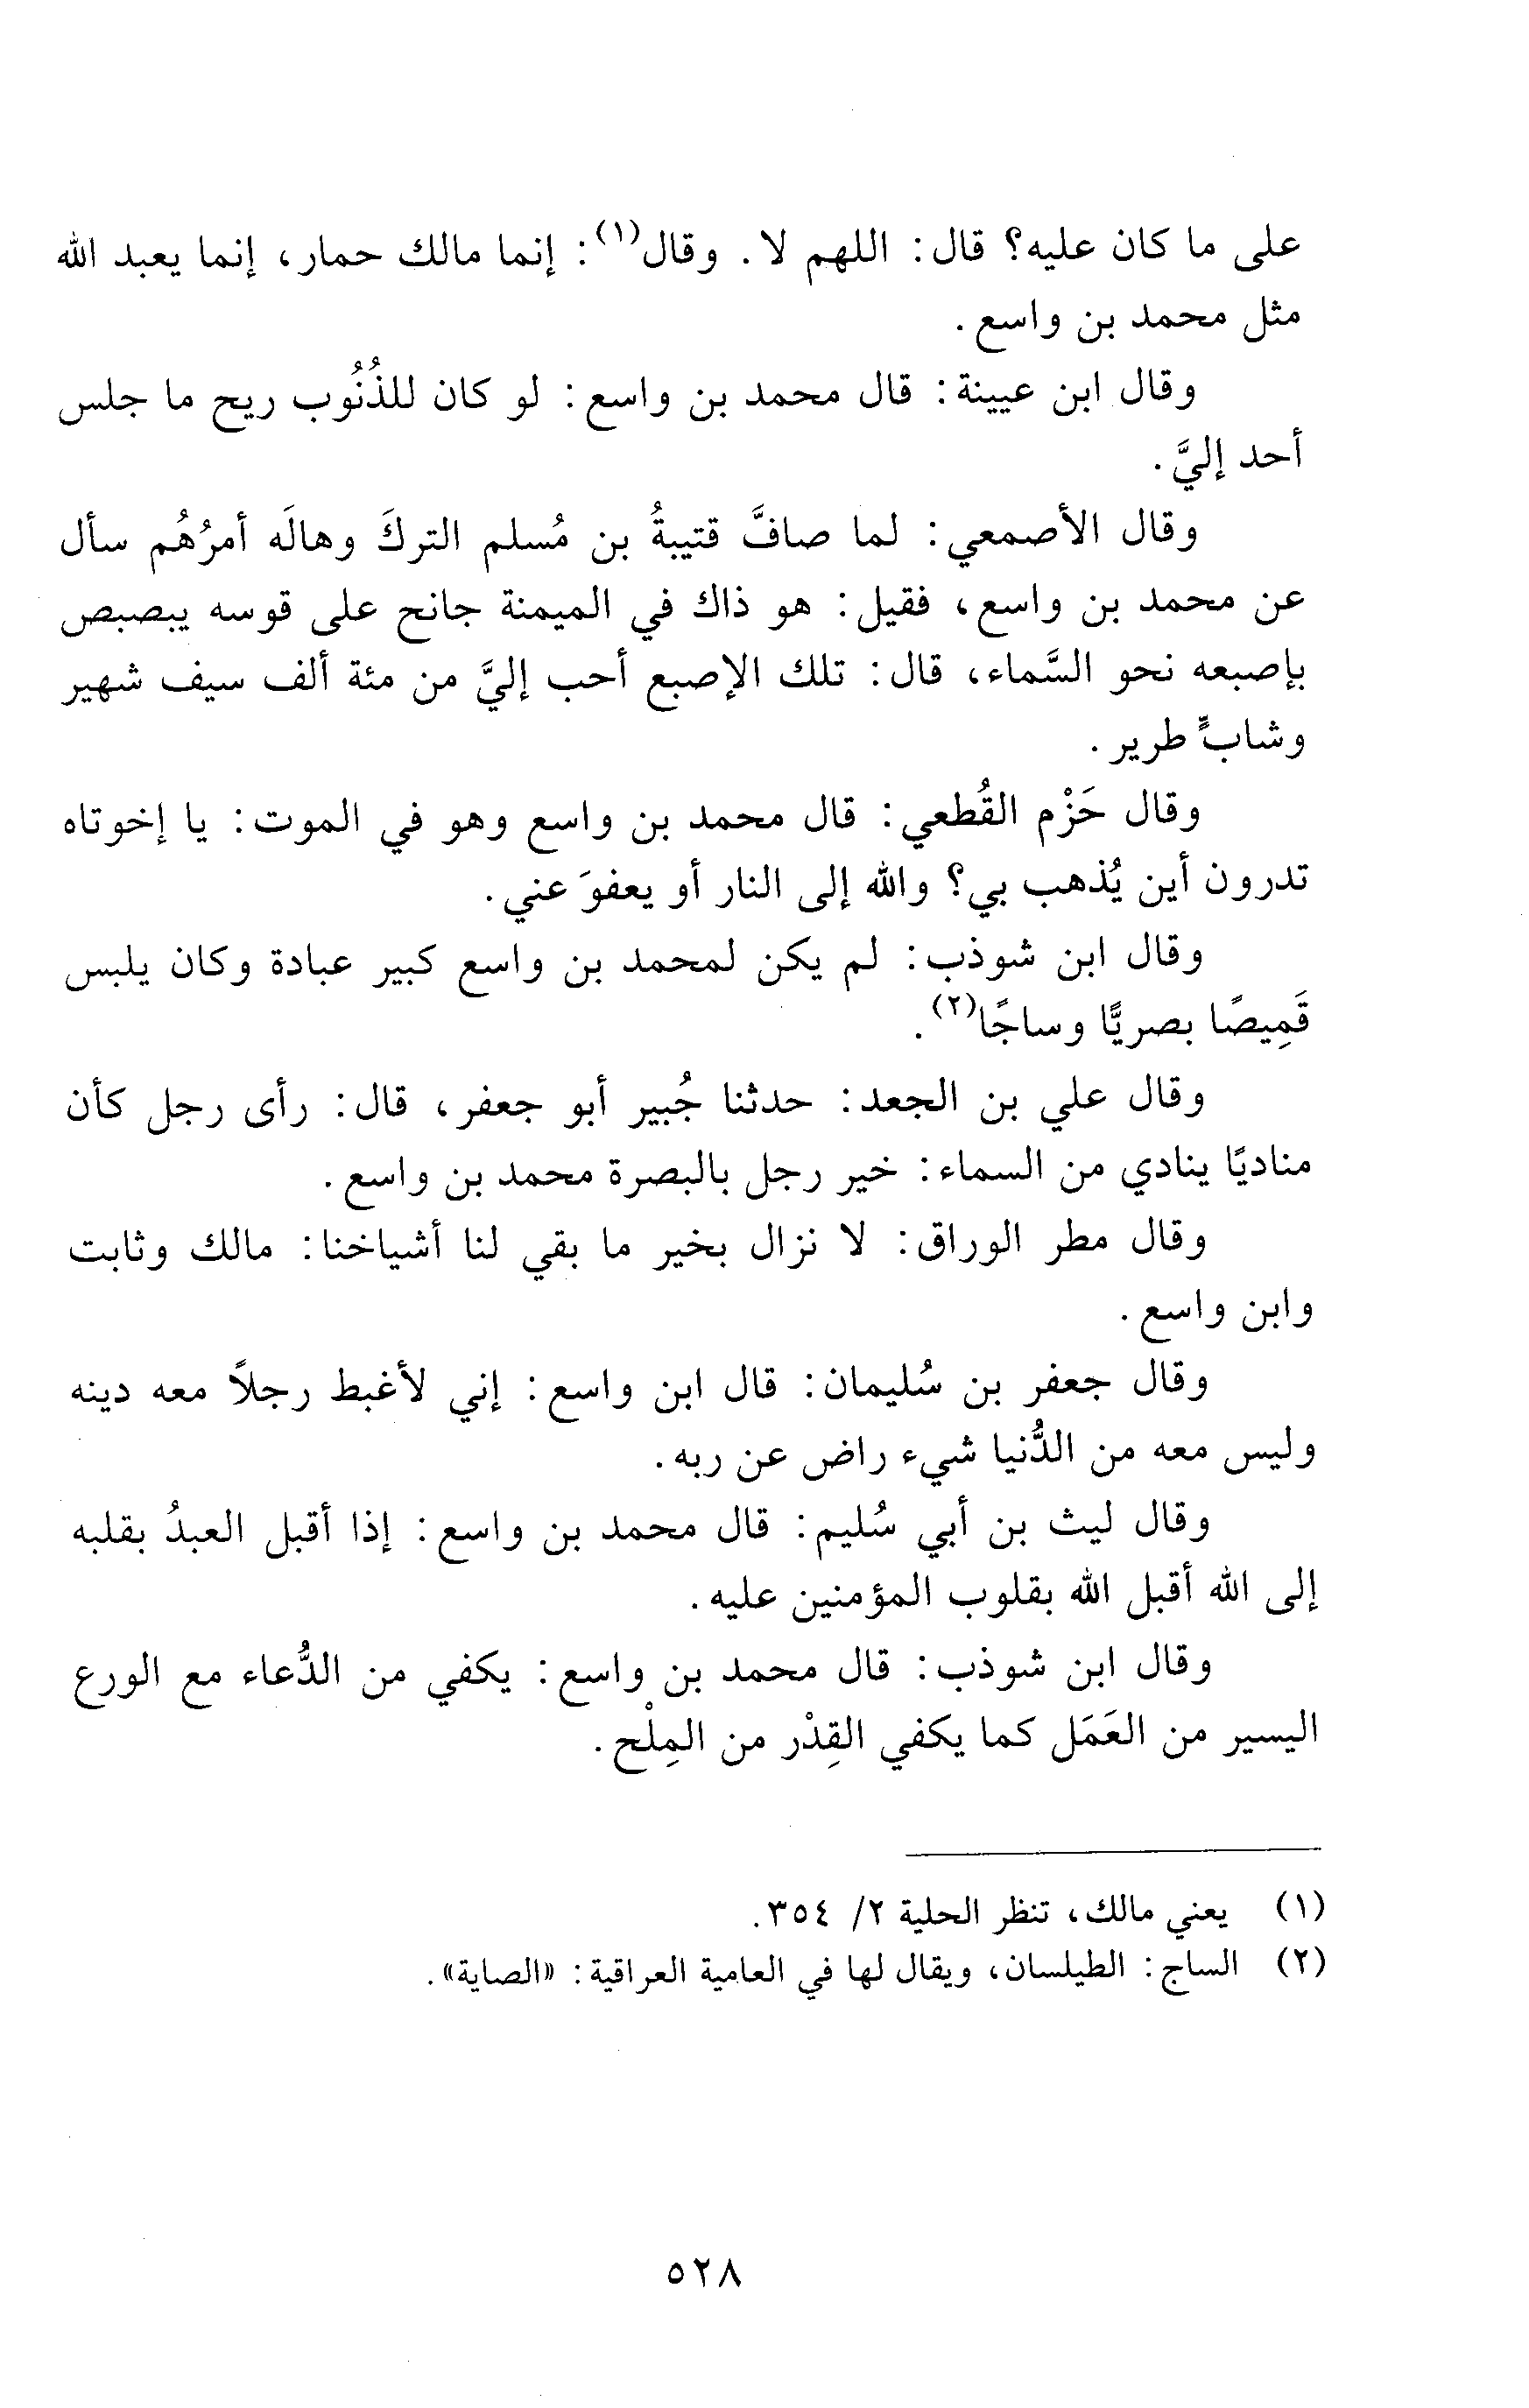 على ما كان عليه؟ قال: اللهم لا. وقال(١): إنما مالك حمار، إنما يعبد الله
مثل محمد بن واسع.
وقال ابن عيينة: قال محمد بن واسع: لو كان للذُنُوب ريح ما جلس
أحد إليَّ.
وقال الأصمعي: لما صافَّ قتيبةُ بن مُسلم التركَ وهالَه أمرُهُم سأل
عن محمد بن واسع، فقيل: هو ذاك في الميمنة جانح على قوسه يبصبص
بإصبعه نحو السَّماء، قال: تلك الإصبع أحب إليَّ من مئة ألف سيف شهير
وشابٍّ طرير.
وقال حَزْم القُطعي: قال محمد بن واسع وهو في الموت: يا إخوتاه
تدرون أين يُذهب بي؟ والله إلى النار أو يعفوَ عني.
وقال ابن شوذب: لم يكن لمحمد بن واسع كبير عبادة وكان يلبس
قَمِيصًا بصريًّا وساجًا(٢).
وقال علي بن الجعد: حدثنا جُبير أبو جعفر، قال: رأى رجل كأن
مناديًا ينادي من السماء: خير رجل بالبصرة محمد بن واسع.
وقال مطر الوراق: لا نزال بخير ما بقي لنا أشياخنا: مالك وثابت
وابن واسع.
وقال جعفر بن سُليمان: قال ابن واسع: إني لأغبط رجلاً معه دينه
وليس معه من الدُّنيا شيء راض عن ربه.
وقال ليث بن أبي سُليم: قال محمد بن واسع: إذا أقبل العبدُ بقلبه
إلى الله أقبل الله بقلوب المؤمنين عليه.
وقال ابن شوذب: قال محمد بن واسع: يكفي من الدُّعاء مع الورع
اليسير من العَمَل كما يكفي القِدْر من المِلْح.
(١) يعني مالك، تنظر الحلية ٢/ ٣٥٤.
(٢) الساج: الطيلسان، ويقال لها في العامية العراقية: «الصاية».
٥٢٨